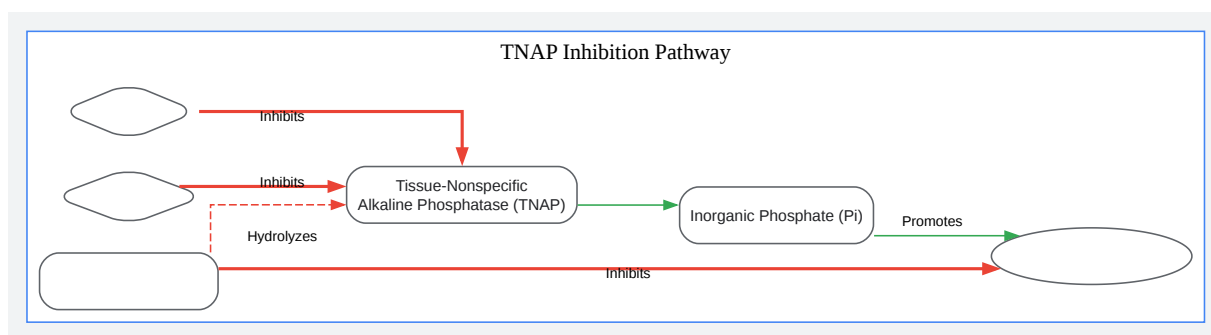 TNAP Inhibition Pathway
Inhibits
Inhibits
Tissue-Nonspecific
Alkaline Phosphatase (TNAP)
Inorganic Phosphate (Pi)
Promotes
Hydrolyzes
Inhibits